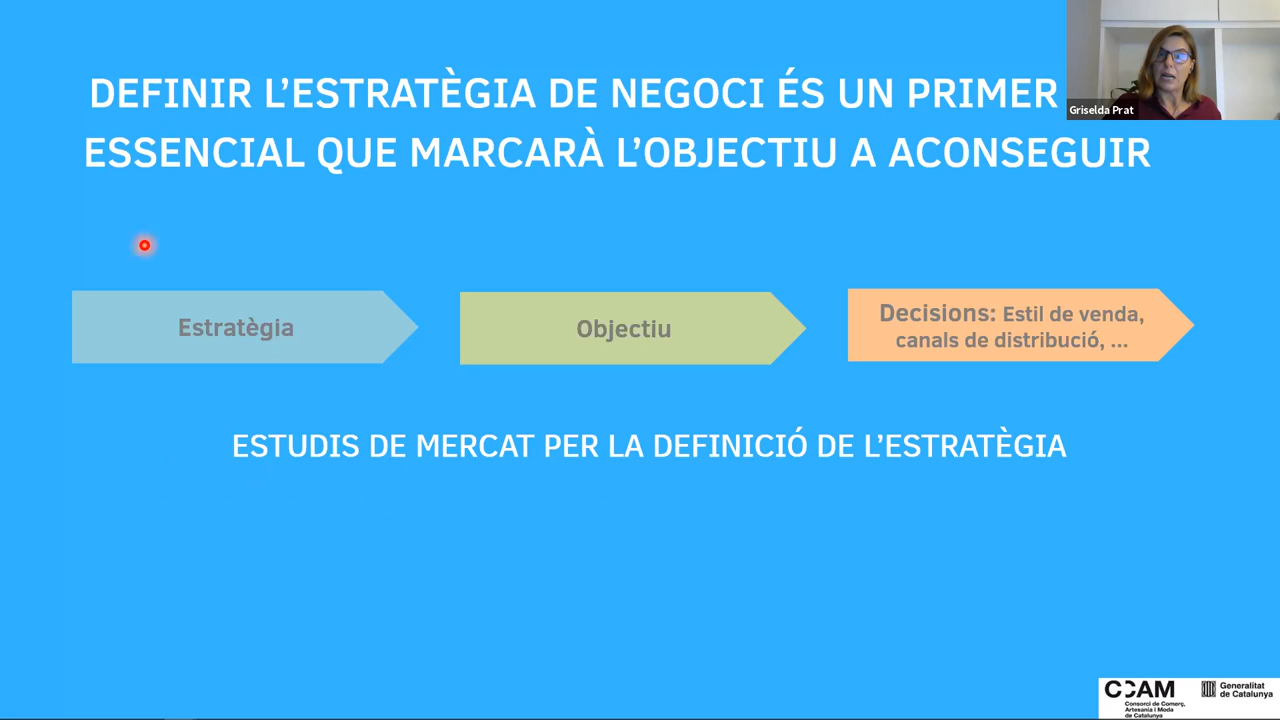 DEFINIR L’ESTRATÈGIA DE NEGOCI ÉS UN PRIMER
ESSENCIAL QUE MARCARÀ L’OBJECTIU A ACONSEGUIR
Griselda Prat
Estratègia
Objectiu
Decisions: Estil de venda,
canals de distribució, ...
ESTUDIS DE MERCAT PER LA DEFINICIÓ DE L’ESTRATÈGIA
CCAM
Consorci de Comerç,
Artesania i Moda
de Catalunya
Generalitat
de Catalunya